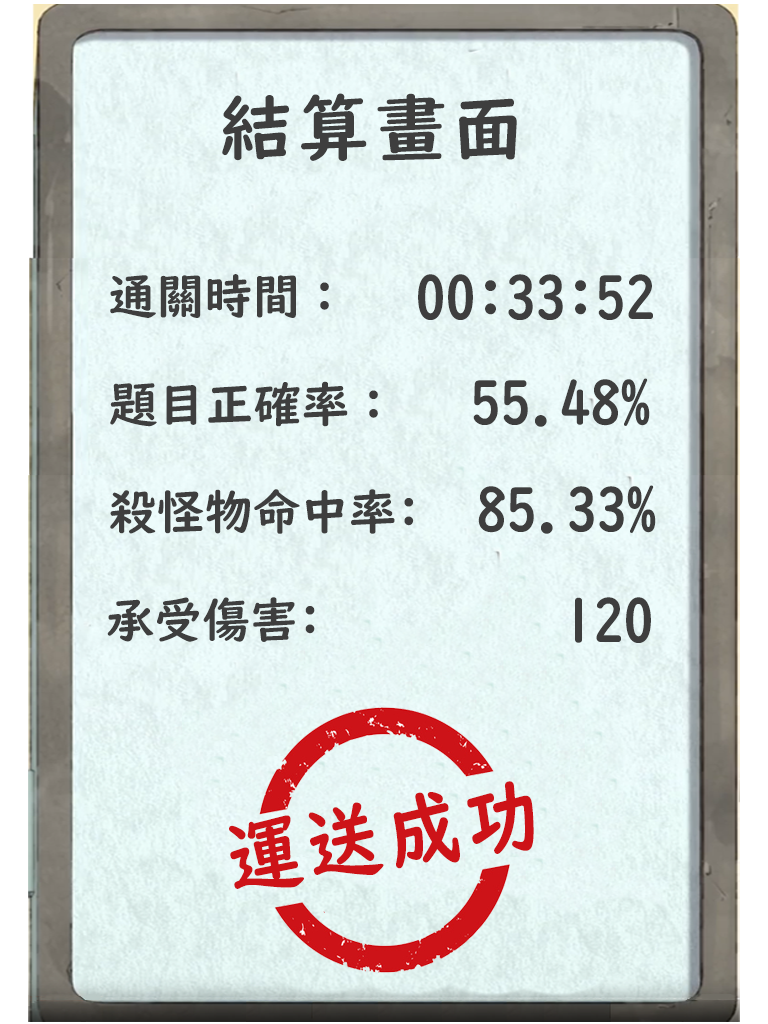 結算畫面
通關時間： 00:33:52
題目正確率： 55.48%
殺怪物命中率: 85.33%
承受傷害: 120
運送成功